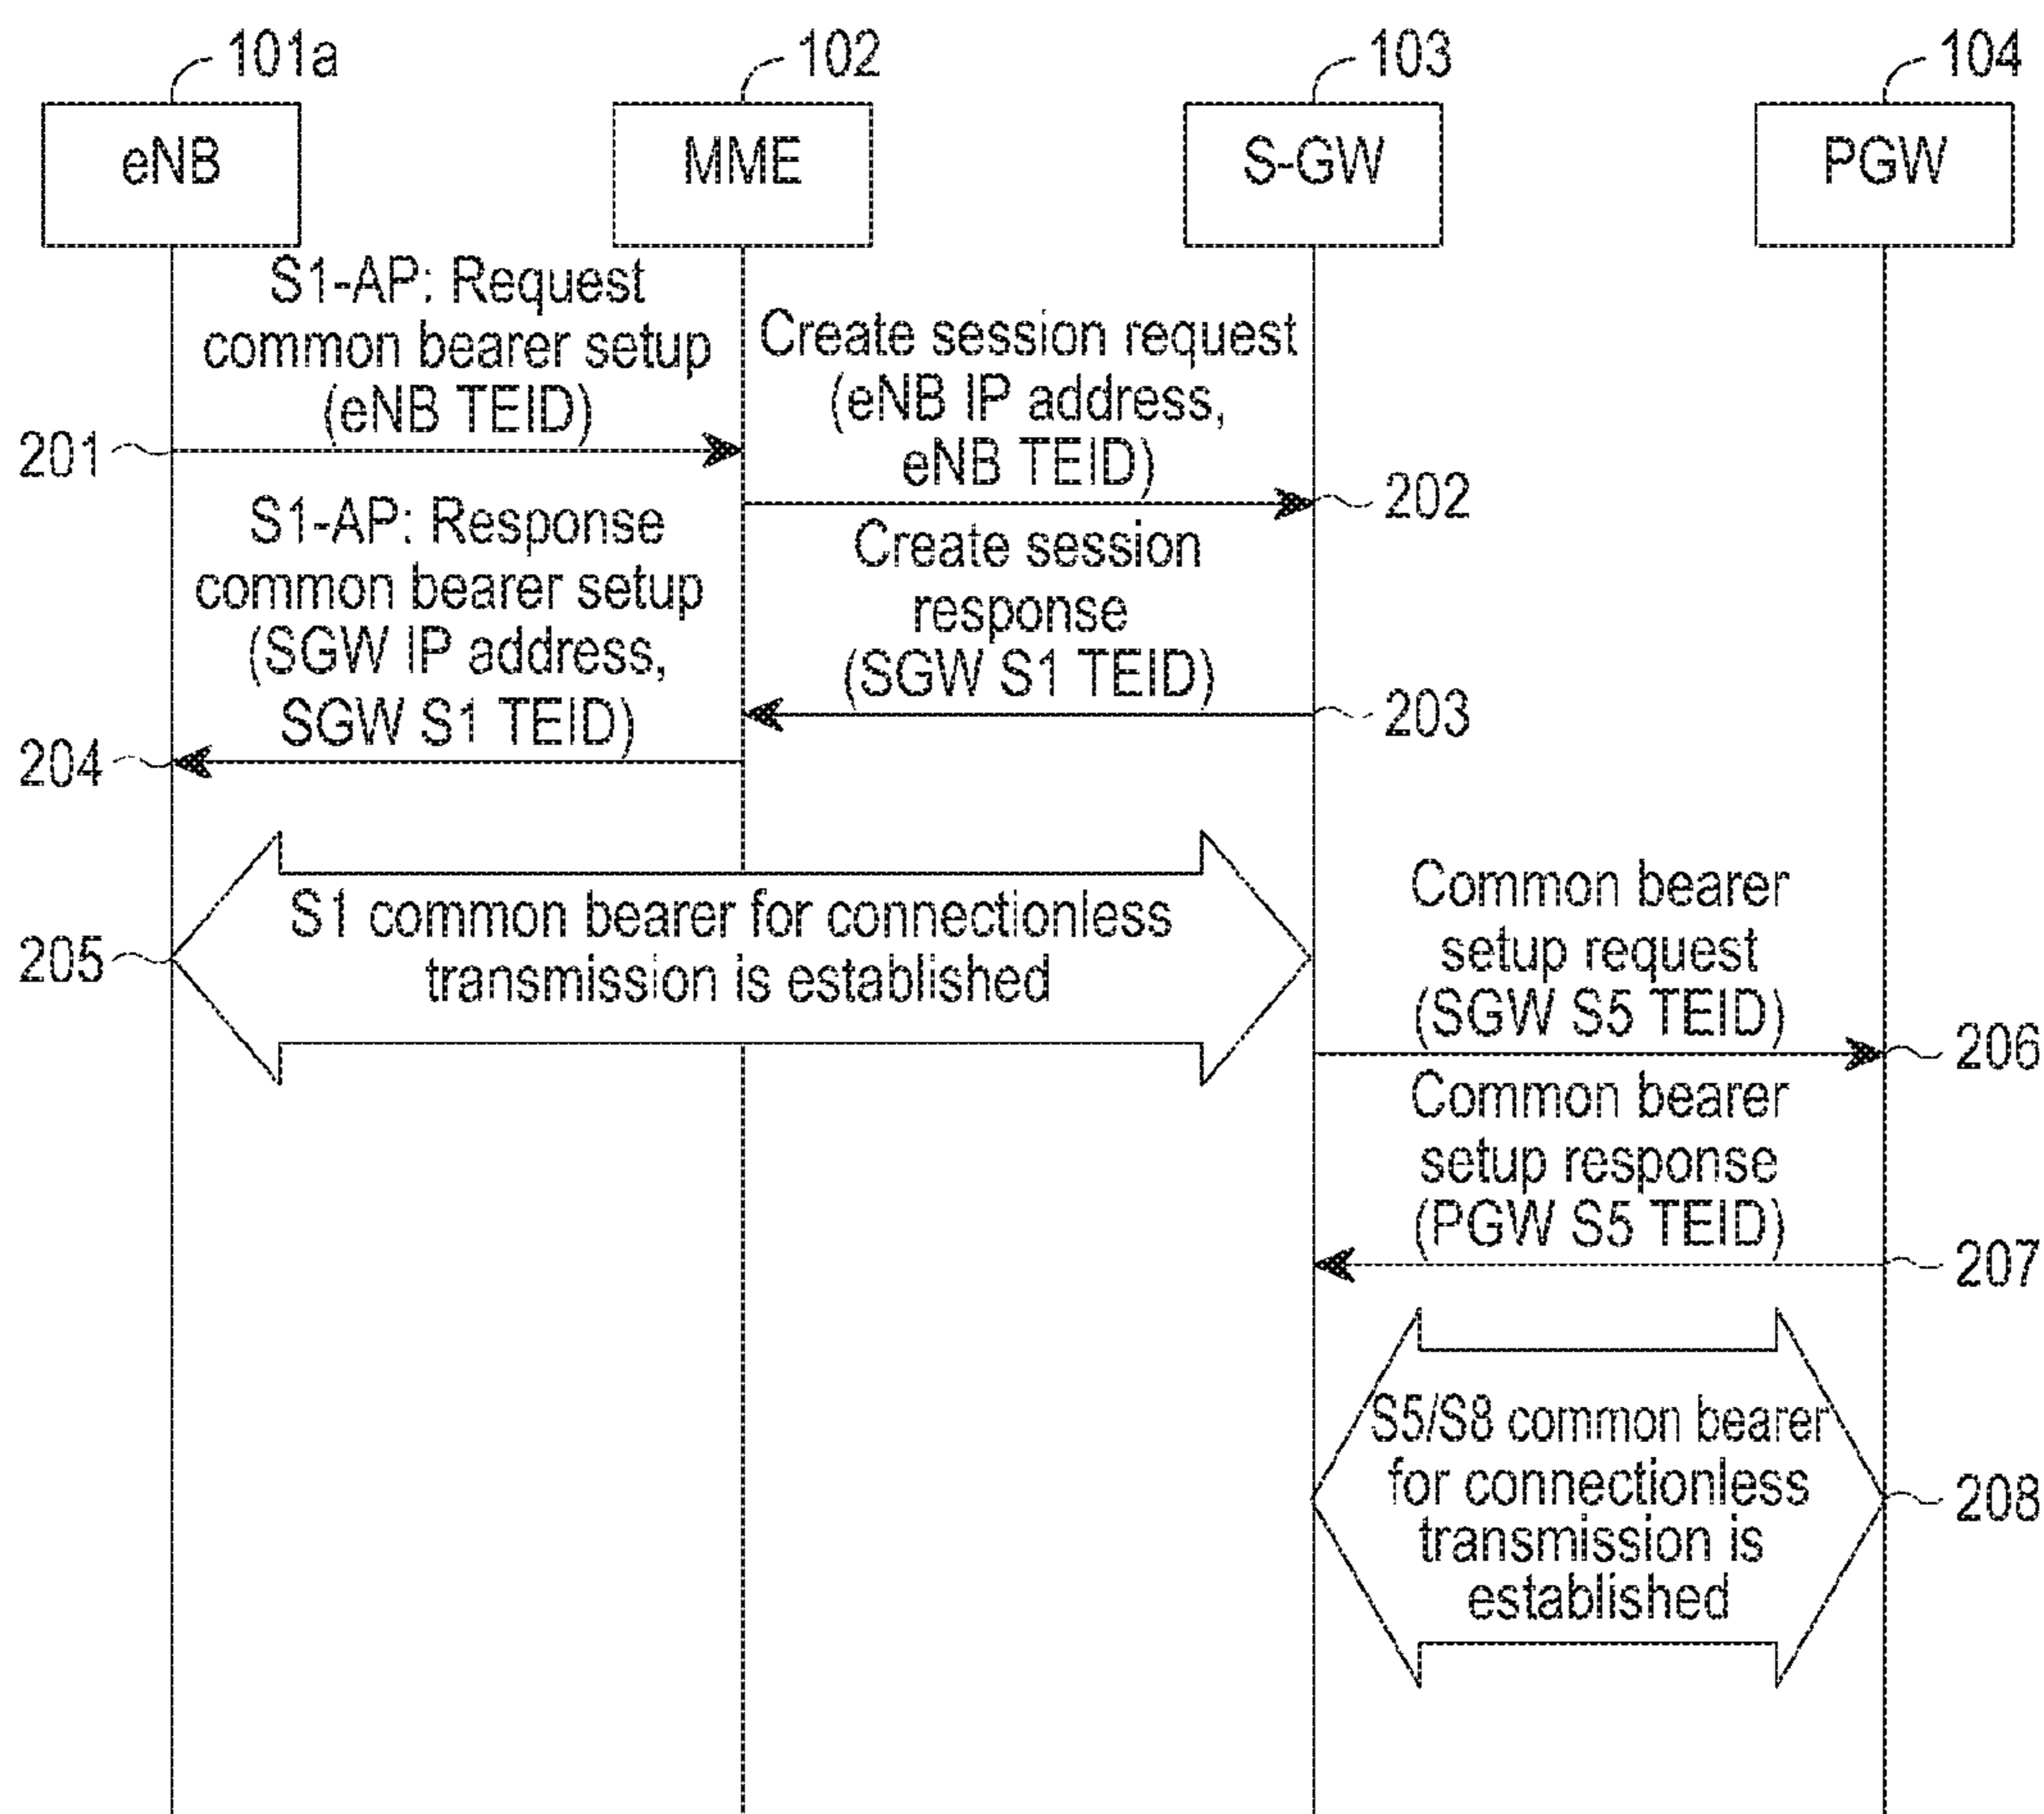 101a
102
103
104
eNB
MME
S-GW
PGW
S1-AP: Request
common bearer setup
(eNB TEID)
201
Create session request
(eNB IP address,
eNB TEID)
202
S1-AP: Response
common bearer setup
(SGW IP address,
SGW S1 TEID)
204
Create session
response
(SGW S1 TEID)
203
S1 common bearer for connectionless
transmission is established
205
Common bearer
setup request
(SGW S5 TEID)
206
Common bearer
setup response
(PGW S5 TEID)
207
S5/S8 common bearer
for connectionless
transmission is
established
208